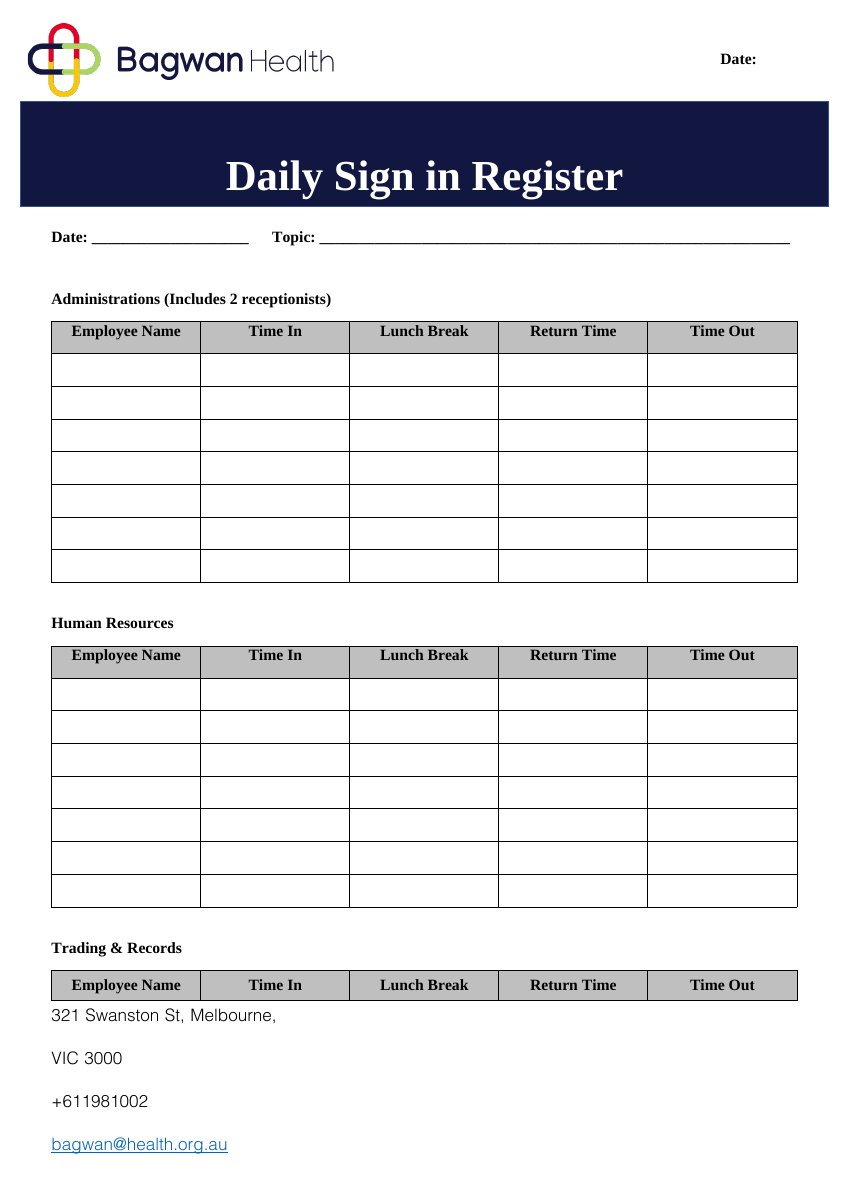 Bagwan Health
Date:
Daily Sign in Register
Date: ____________________ Topic: ____________________________________________________________
Administrations (Includes 2 receptionists)
Employee Name Time In Lunch Break Return Time Time Out
Human Resources
Employee Name Time In Lunch Break Return Time Time Out
Trading & Records
Employee Name Time In Lunch Break Return Time Time Out
321 Swanston St, Melbourne,
VIC 3000
+611981002
bagwan@health.org.au